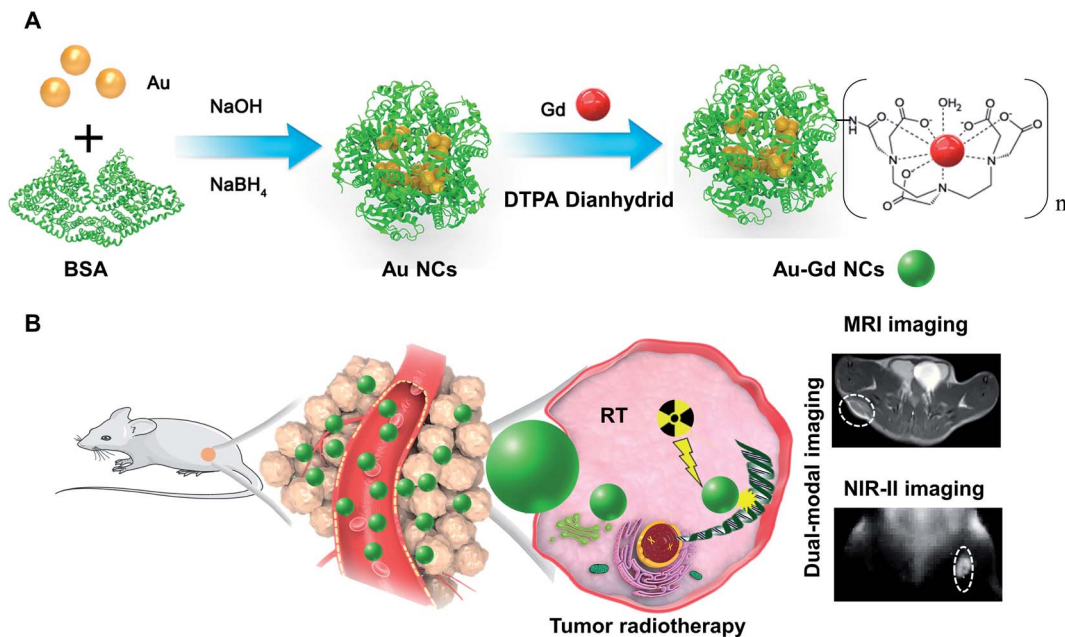 A
Au
+
BSA
NaOH
NaBH₄
Au NCs
Gd
DTPA Dianhydrid
Au-Gd NCs
N
H
O
O
O
O⁻
O
O⁻
OH₂
O
⁻O
O
O
N
N
N
n
B
RT
Tumor radiotherapy
Dual-modal imaging
MRI imaging
NIR-II imaging